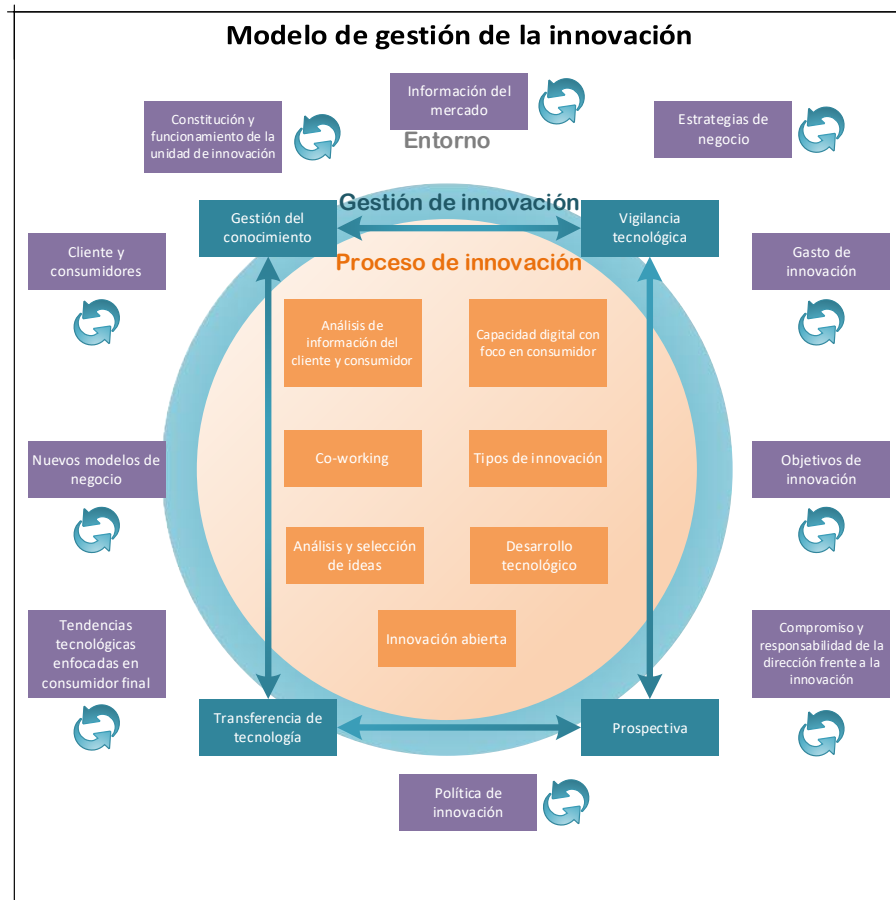 Modelo de gestión de la innovación
Información del
mercado
Constitución y
funcionamiento de la
unidad de innovación
Estrategias de
negocio
Entorno
Gestión de innovación
Gestión del
conocimiento
Vigilancia
tecnológica
Cliente y
consumidores
Gasto de
innovación
Proceso de innovación
Análisis de
información del
cliente y consumidor
Capacidad digital con
foco en consumidor
Nuevos modelos de
negocio
Co-working
Tipos de innovación
Objetivos de
innovación
Análisis y selección
de ideas
Desarrollo
tecnológico
Tendencias
tecnológicas
enfocadas en
consumidor final
Innovación abierta
Compromiso y
responsabilidad de la
dirección frente a la
innovación
Transferencia de
tecnología
Prospectiva
Política de
innovación